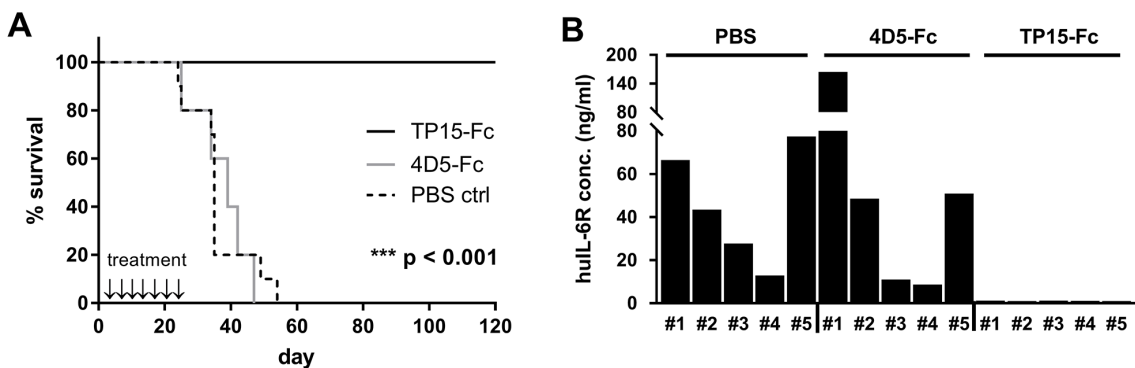 A
% survival
100
80
60
40
20
0
TP15-Fc
4D5-Fc
PBS ctrl
*** p < 0.001
treatment
0 20 40 60 80 100 120
day
B
PBS 4D5-Fc TP15-Fc
huIL-6R conc. (ng/ml)
200
140
80
80
60
40
20
0
#1 #2 #3 #4 #5 #1 #2 #3 #4 #5 #1 #2 #3 #4 #5